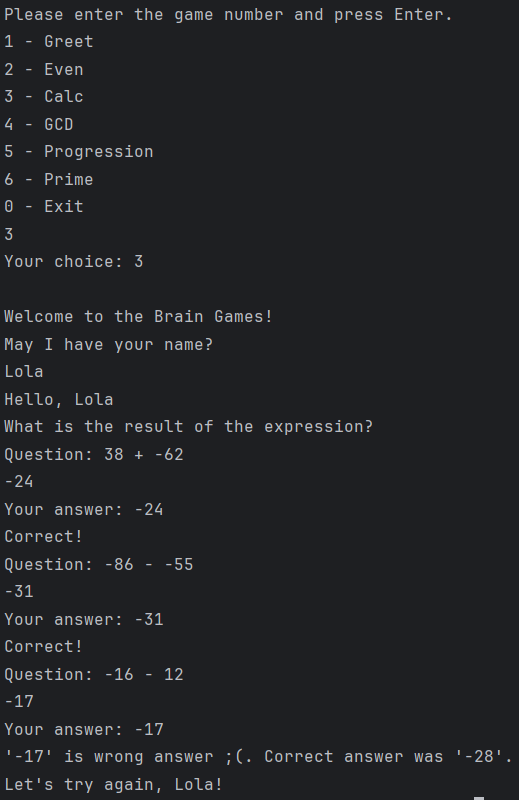 Please enter the game number and press Enter.
1 - Greet
2 - Even
3 - Calc
4 - GCD
5 - Progression
6 - Prime
0 - Exit
3
Your choice: 3
Welcome to the Brain Games!
May I have your name?
Lola
Hello, Lola
What is the result of the expression?
Question: 38 + -62
-24
Your answer: -24
Correct!
Question: -86 - -55
-31
Your answer: -31
Correct!
Question: -16 - 12
-17
Your answer: -17
'-17' is wrong answer ;(. Correct answer was '-28'.
Let's try again, Lola!